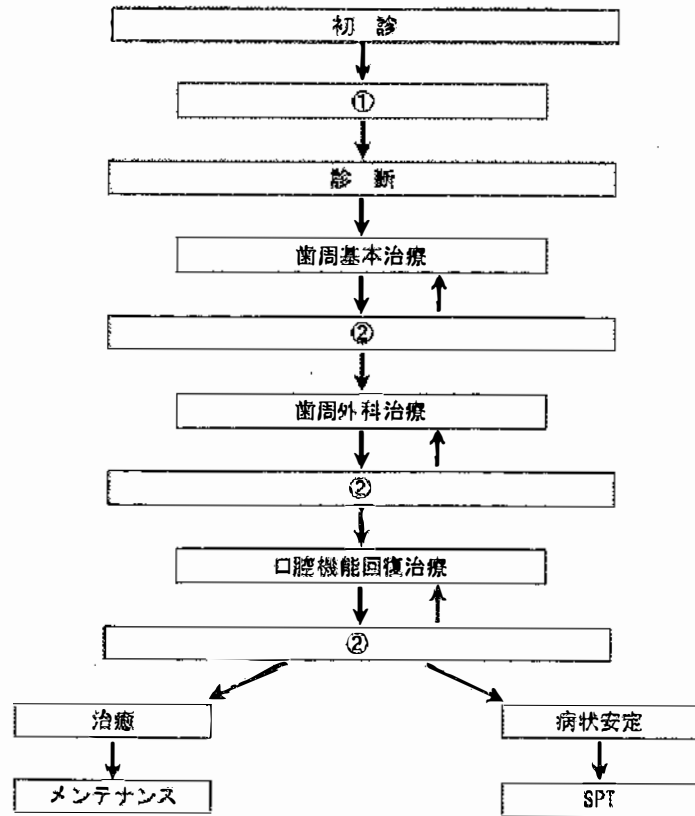 初診
①
診断
歯周基本治療
②
歯周外科治療
②
口腔機能回復治療
②
治癒
病状安定
メンテナンス
SPT